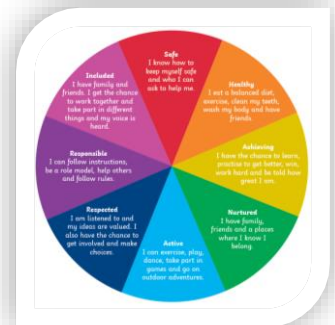 Safe
I know how to
keep myself safe
and who I can
ask to help me.
Healthy
I eat a balanced diet,
exercise, clean my teeth,
wash my body and have
friends.
Achieving
I have the chance to learn,
practise to get better, win,
work hard and be told how
great I am.
Nurtured
I have family,
friends and a places
where I know I
belong.
Active
I can exercise, play,
dance, take part in
games and go on
outdoor adventures.
Respected
I am listened to and
my ideas are valued. I
also have the chance to
get involved and make
choices.
Responsible
I can follow instructions,
be a role model, help others
and follow rules.
Included
I have family and
friends. I get the chance
to work together and
take part in different
things and my voice is
heard.